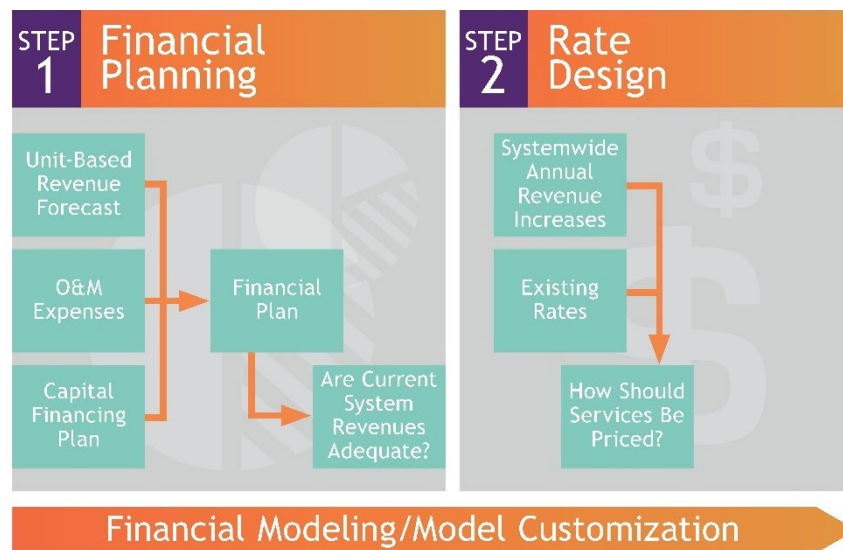 STEP
1
Financial
Planning
Unit-Based
Revenue
Forecast
O&M
Expenses
Capital
Financing
Plan
Financial
Plan
Are Current
System
Revenues
Adequate?
STEP
2
Rate
Design
Systemwide
Annual
Revenue
Increases
Existing
Rates
How Should
Services Be
Priced?
Financial Modeling/Model Customization